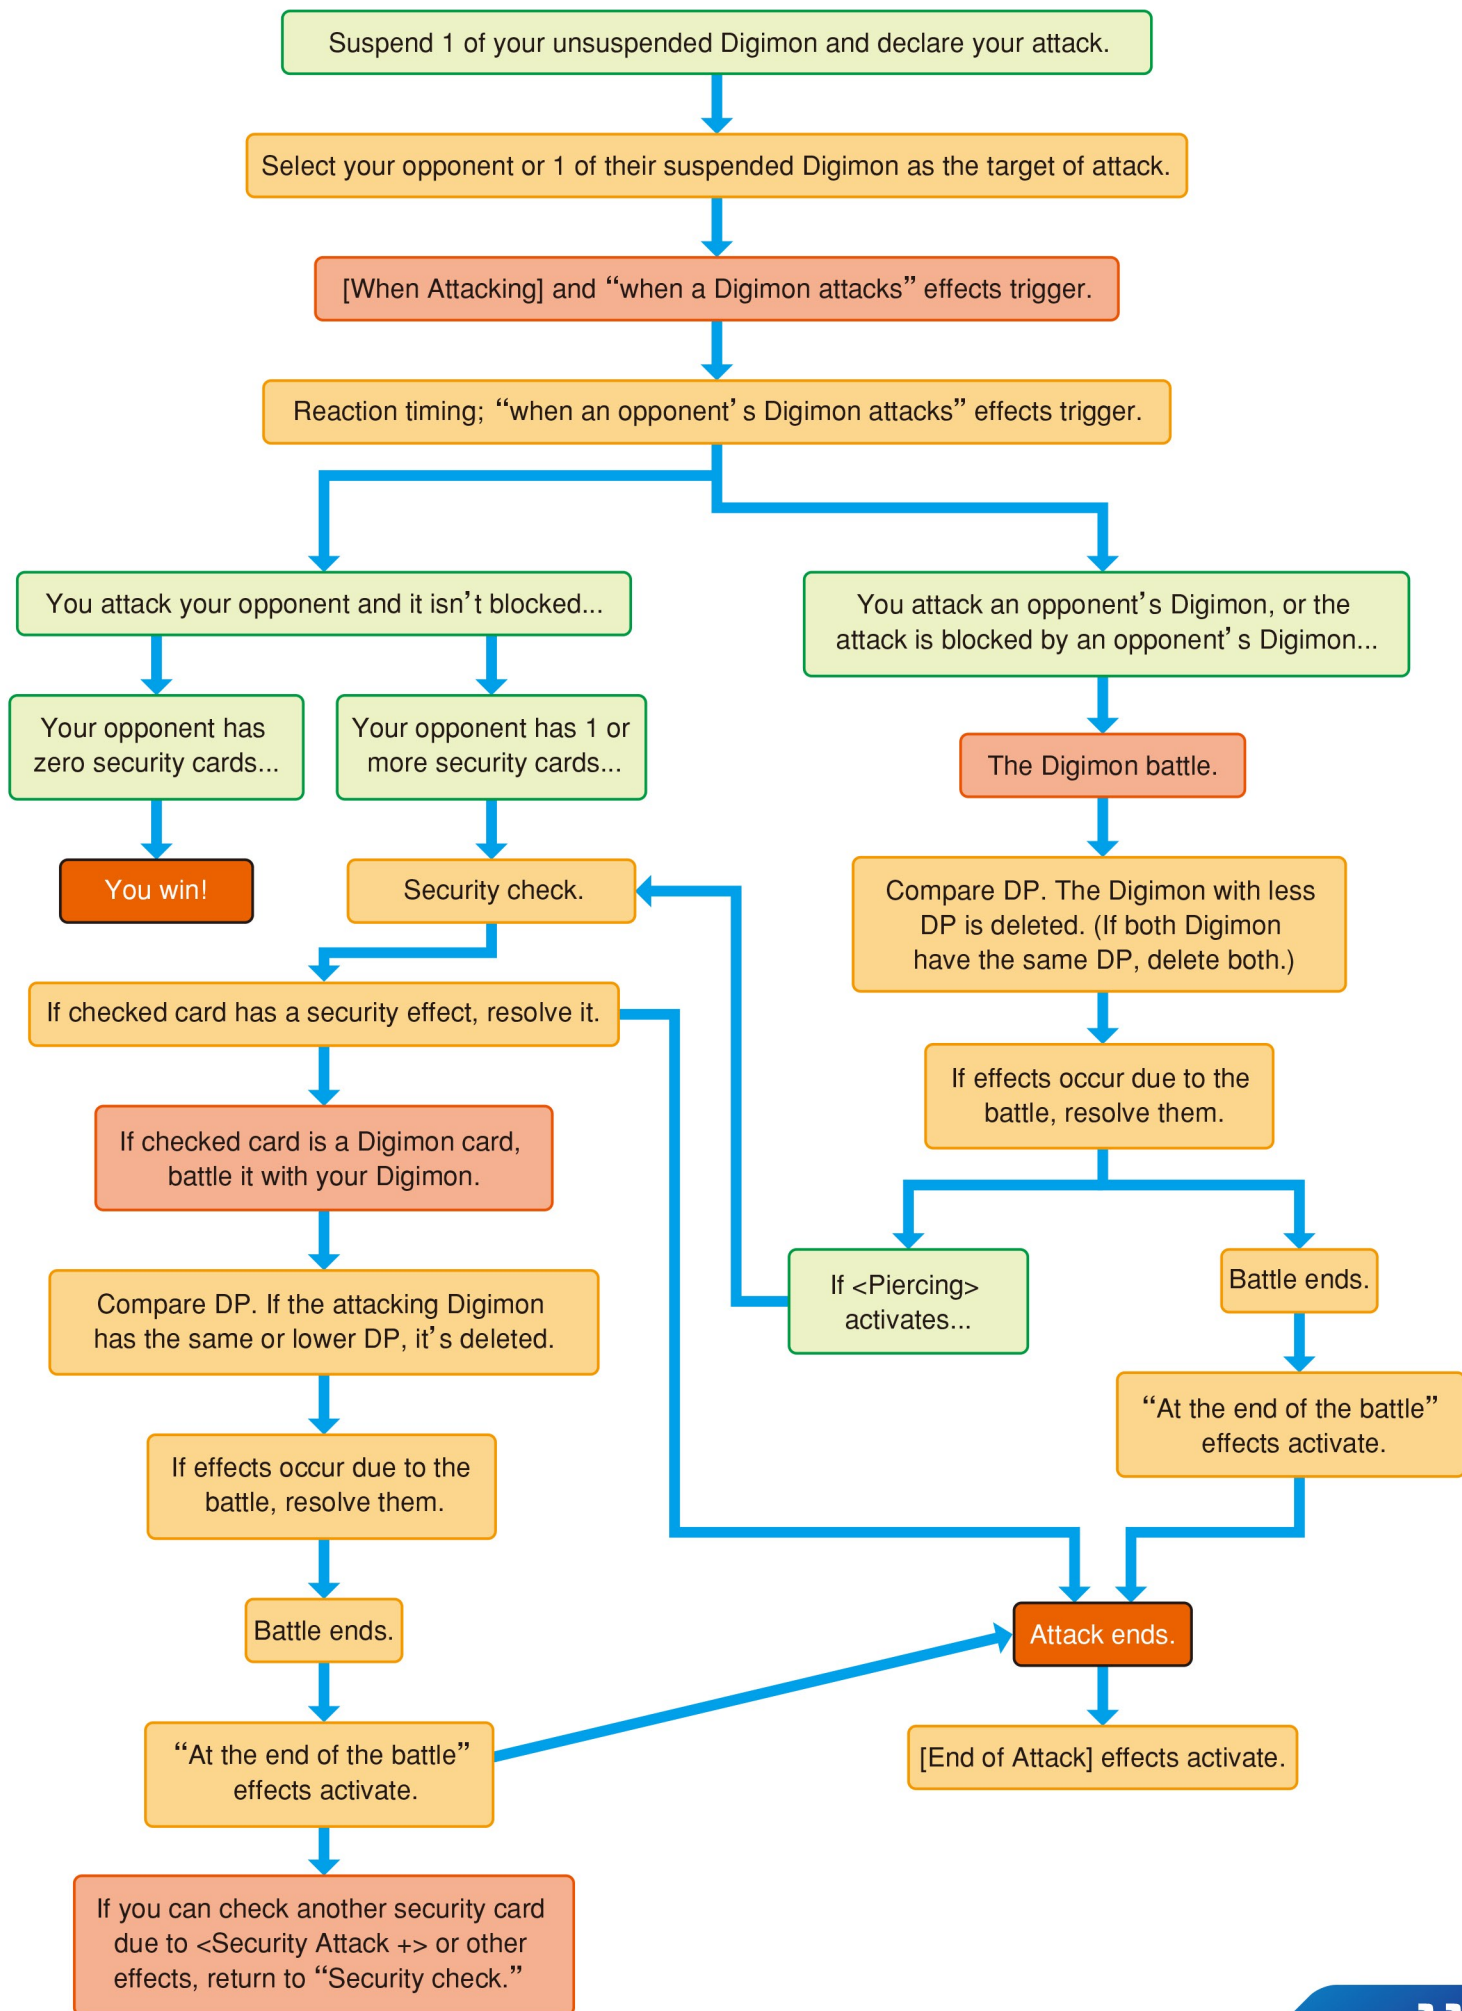 Suspend 1 of your unsuspended Digimon and declare your attack.
Select your opponent or 1 of their suspended Digimon as the target of attack.
[When Attacking] and “when a Digimon attacks” effects trigger.
Reaction timing; “when an opponent’s Digimon attacks” effects trigger.
You attack your opponent and it isn’t blocked...
You attack an opponent’s Digimon, or the
attack is blocked by an opponent’s Digimon...
Your opponent has
zero security cards...
Your opponent has 1 or
more security cards...
The Digimon battle.
You win!
Security check.
Compare DP. The Digimon with less
DP is deleted. (If both Digimon
have the same DP, delete both.)
If checked card has a security effect, resolve it.
If effects occur due to the
battle, resolve them.
If checked card is a Digimon card,
battle it with your Digimon.
If <Piercing>
activates...
Battle ends.
Compare DP. If the attacking Digimon
has the same or lower DP, it’s deleted.
“At the end of the battle”
effects activate.
If effects occur due to the
battle, resolve them.
Battle ends.
Attack ends.
“At the end of the battle”
effects activate.
[End of Attack] effects activate.
If you can check another security card
due to <Security Attack +> or other
effects, return to “Security check.”